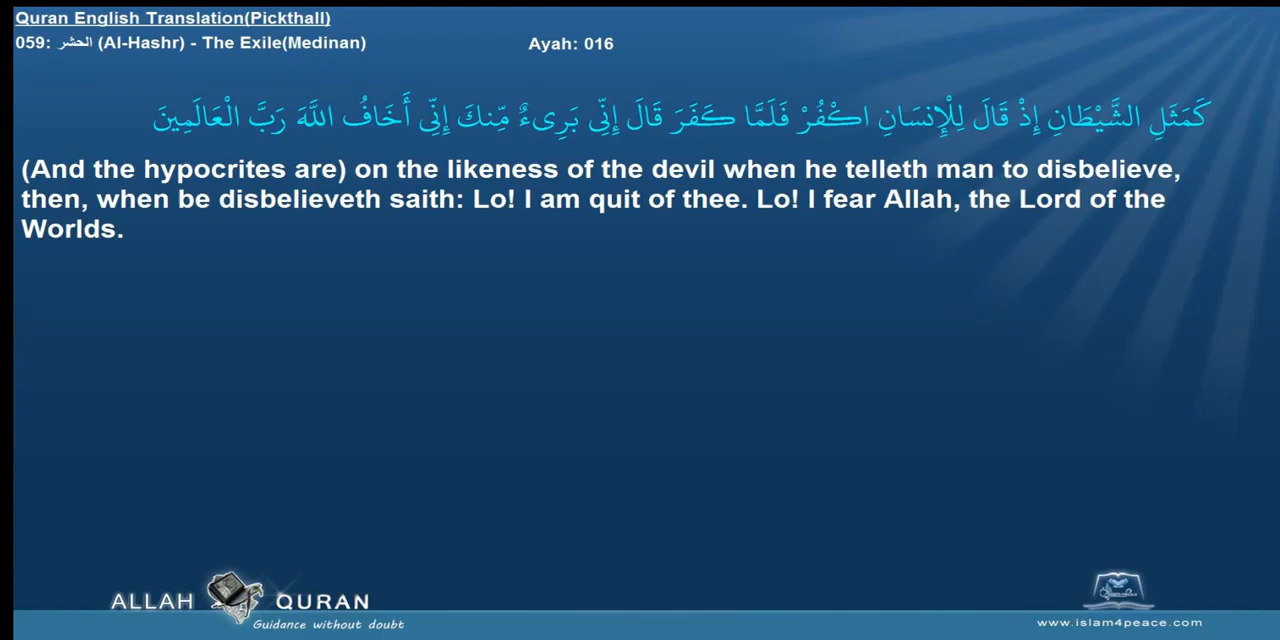 Quran English Translation(Pickthall)
059: الحشر (Al-Hashr) - The Exile(Medinan)
Ayah: 016
كَمَثَلِ الشَّيْطَانِ إِذْ قَالَ لِلْإِنسَانِ اكْفُرْ فَلَمَّا كَفَرَ قَالَ إِنِّي بَرِيءٌ مِّنكَ إِنِّي أَخَافُ اللَّهَ رَبَّ الْعَالَمِينَ
(And the hypocrites are) on the likeness of the devil when he telleth man to disbelieve,
then, when be disbelieveth saith: Lo! I am quit of thee. Lo! I fear Allah, the Lord of the
Worlds.
ALLAH QURAN
Guidance without doubt
www.islam4peace.com